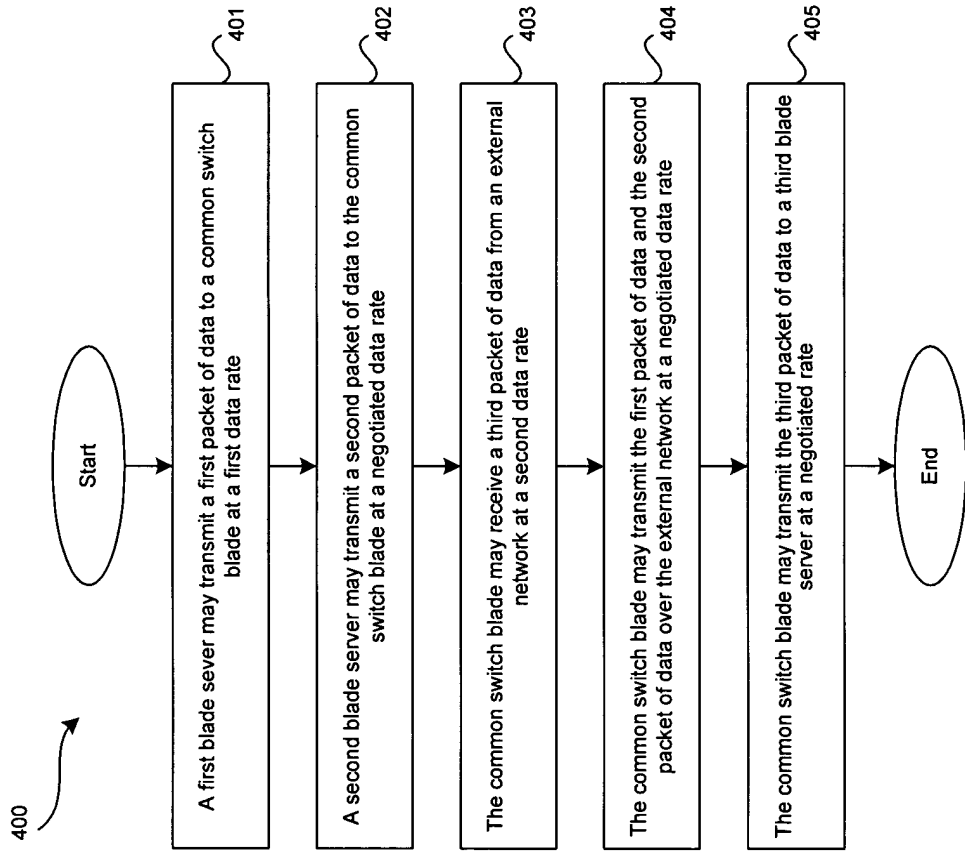 400
Start
A first blade sever may transmit a first packet of data to a common switch
blade at a first data rate
401
A second blade server may transmit a second packet of data to the common
switch blade at a negotiated data rate
402
The common switch blade may receive a third packet of data from an external
network at a second data rate
403
The common switch blade may transmit the first packet of data and the second
packet of data over the external network at a negotiated data rate
404
The common switch blade may transmit the third packet of data to a third blade
server at a negotiated rate
405
End